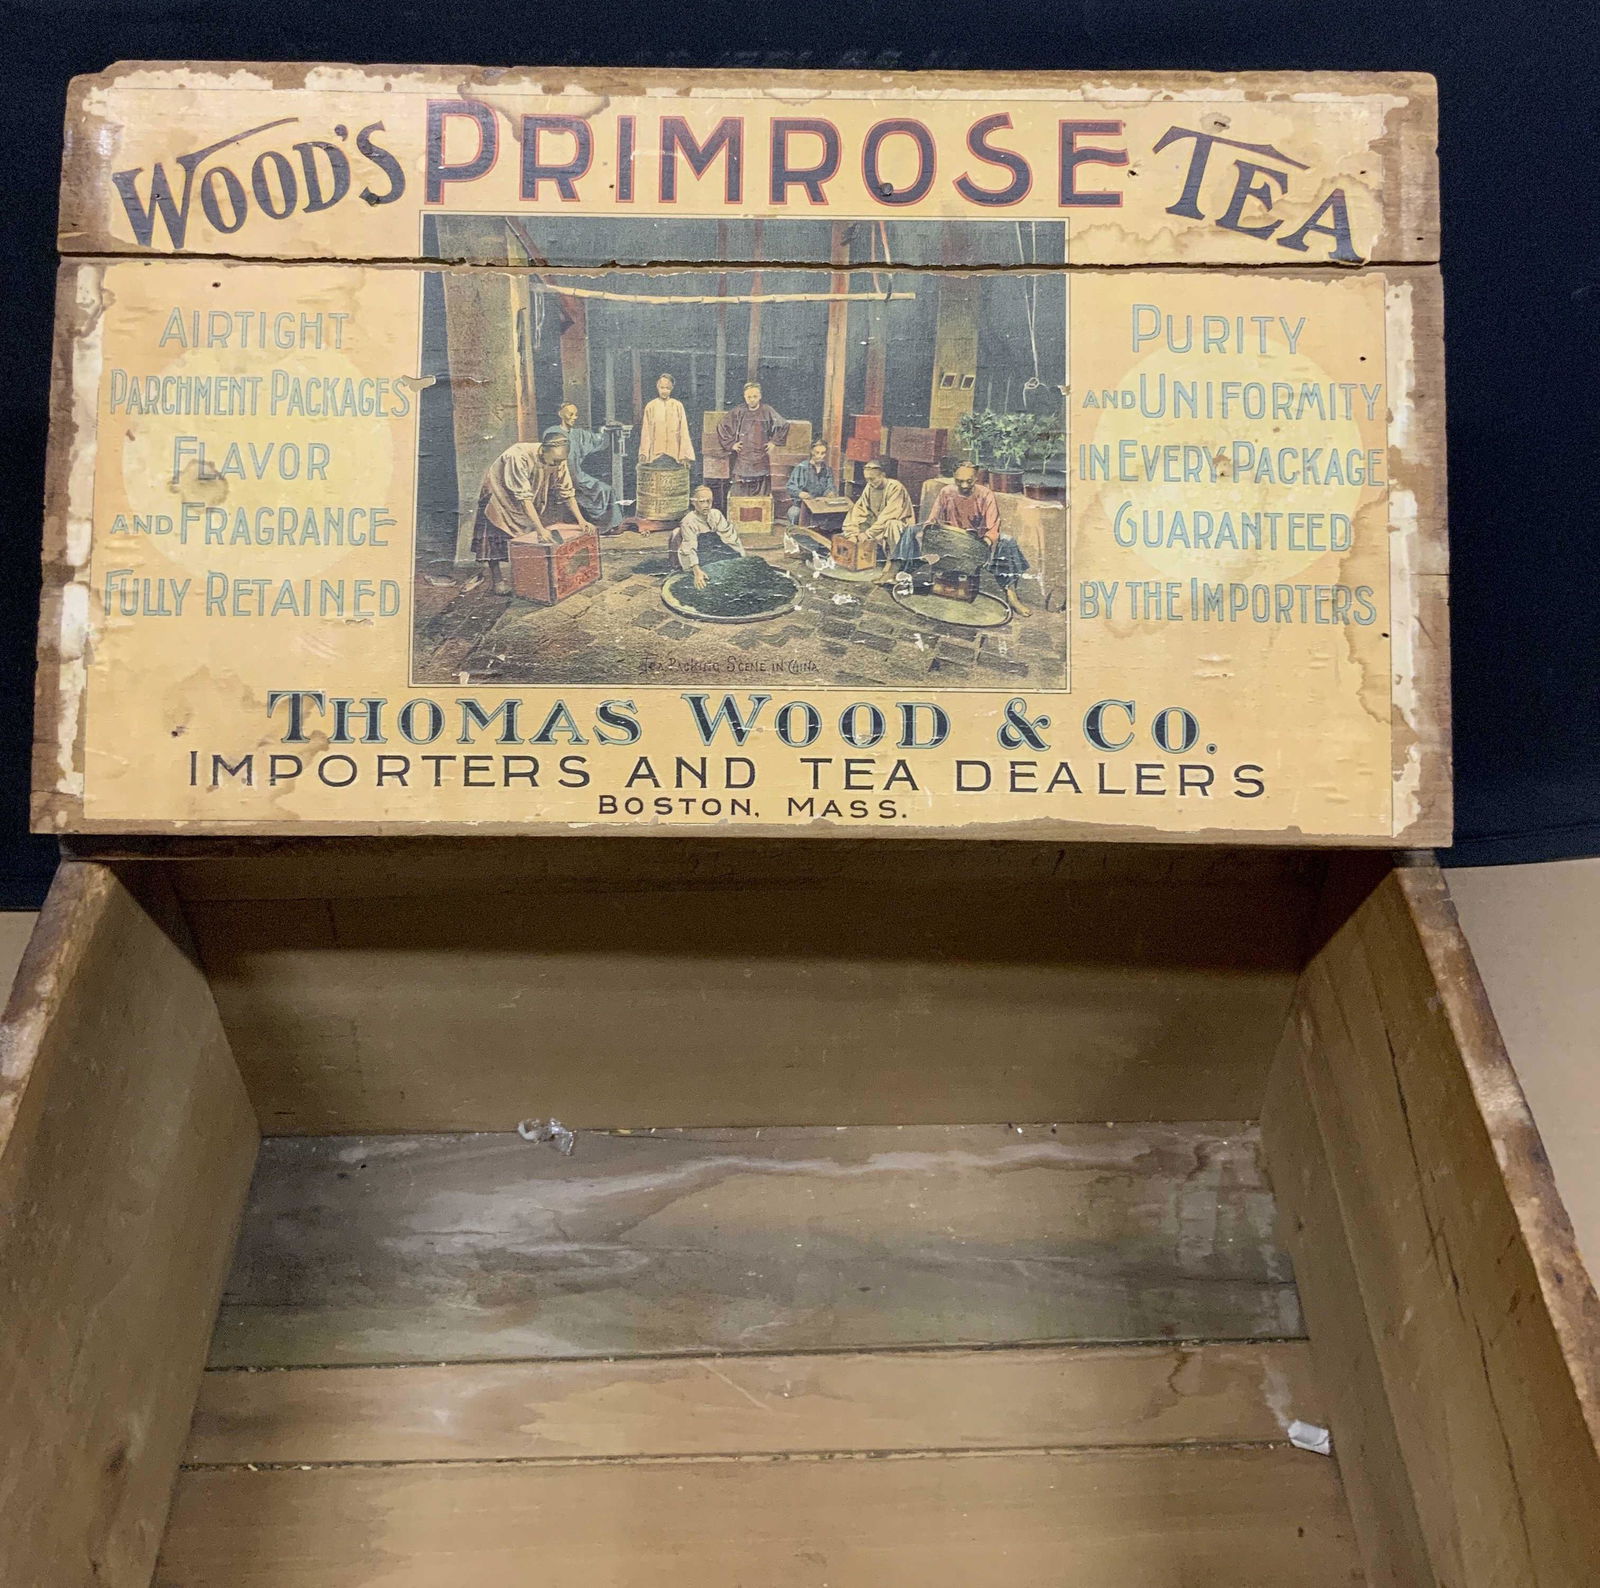 WOOD'S PRIMROSE TEA
AIRTIGHT
PARCHMENT PACKAGES
FLAVOR
AND FRAGRANCE
FULLY RETAINED
PURITY
AND UNIFORMITY
IN EVERY PACKAGE
GUARANTEED
BY THE IMPORTERS
TEA PACKING SCENE IN CHINA
THOMAS WOOD & CO.
IMPORTERS AND TEA DEALERS
BOSTON, MASS.